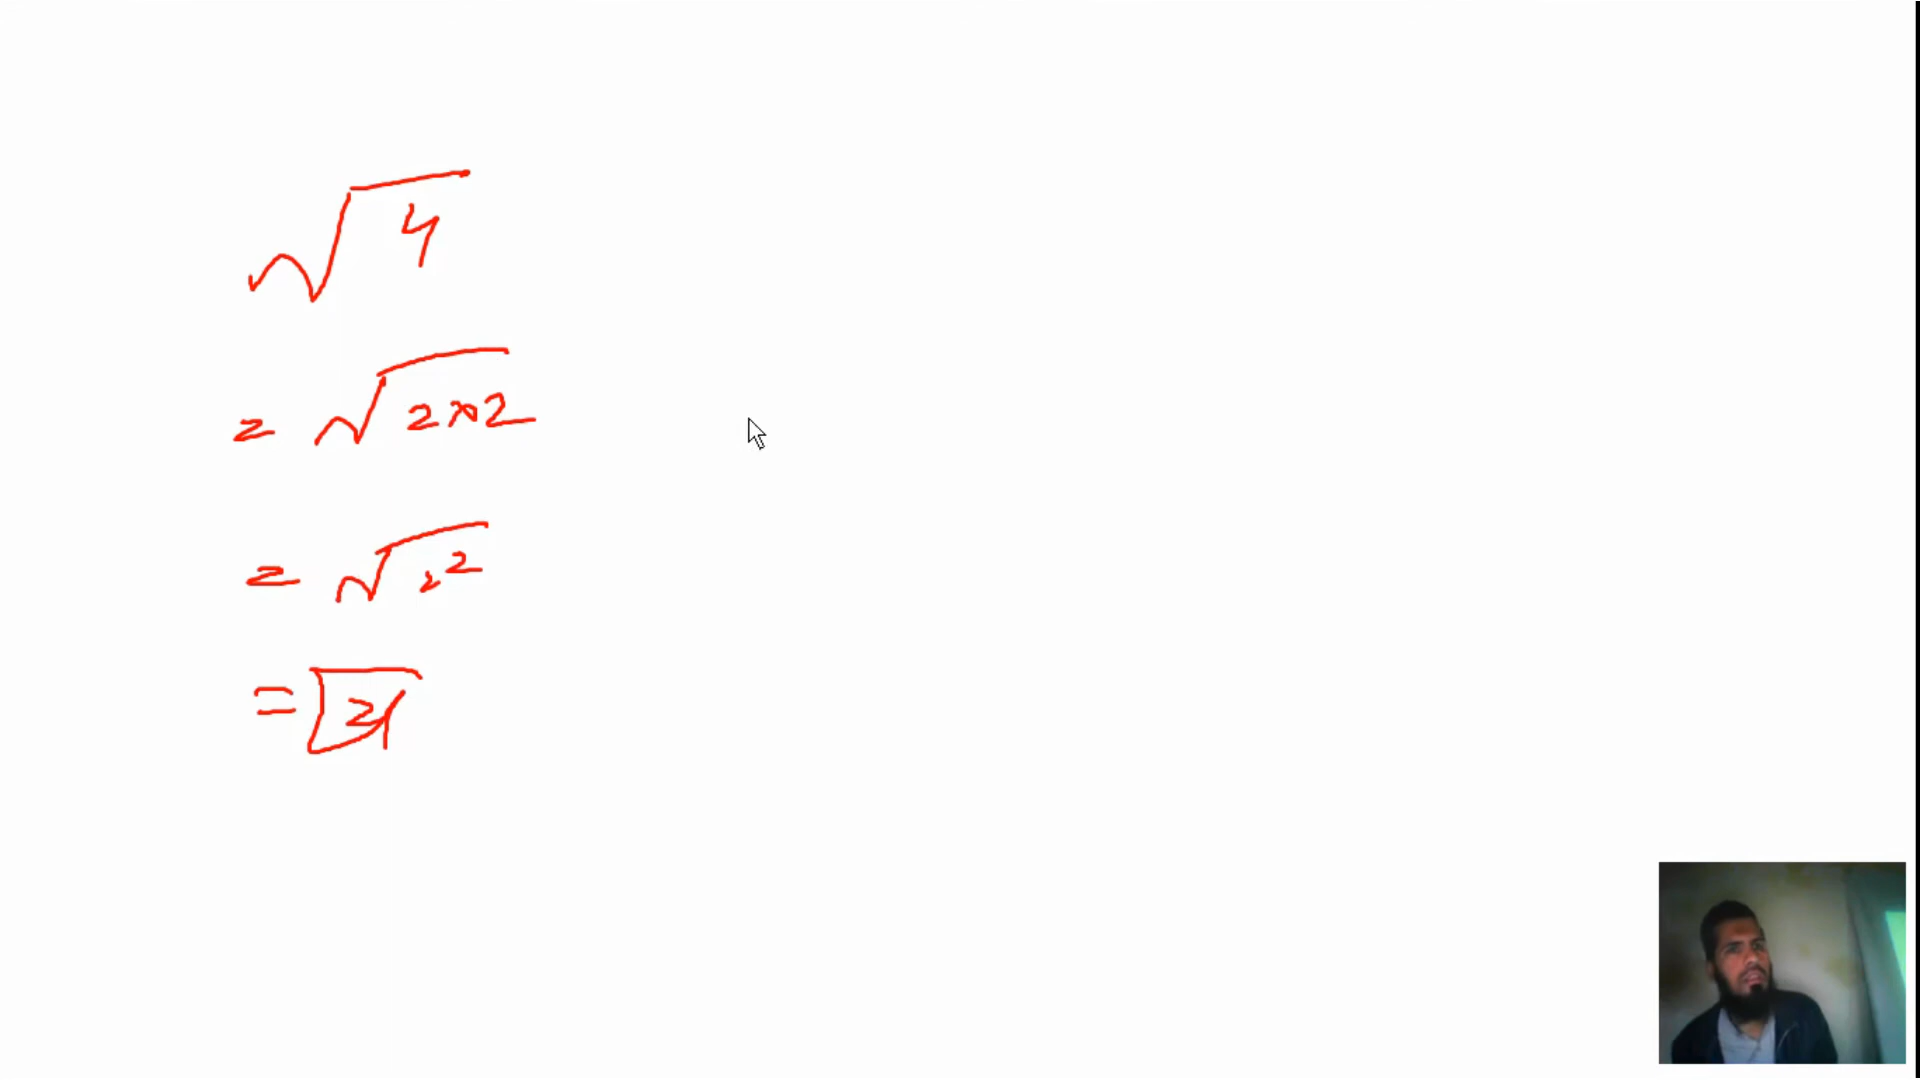 √4
= √2×2
= √2²
= 2